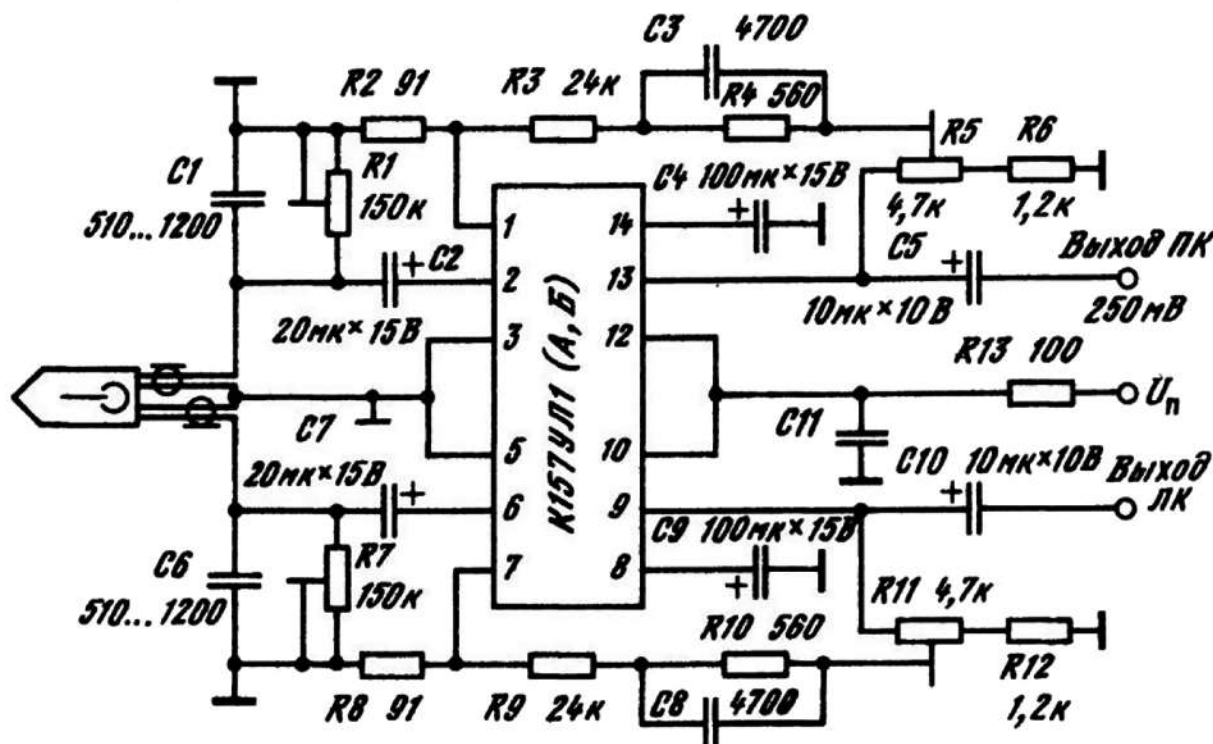 C3 4700
R2 91 R3 24к R4 560
R5 R6
C1 R1 C4 100мк×15В
150к 4,7к 1,2к
510...1200
1 14
C2 C5 Выход ПК
2 13
20мк×15В 10мк×10В 250мВ
3 12
R13 100
К157УЛ1 (А, Б)
C7 C11 Uп
5 10
20мк×15В C10 10мк×10В Выход
6 9 ЛК
R7 C9 100мк×15В
C6 7 8
150к R11 4,7к
510...1200
R10 560
R8 91 R9 24к C8 4700 R12
1,2к